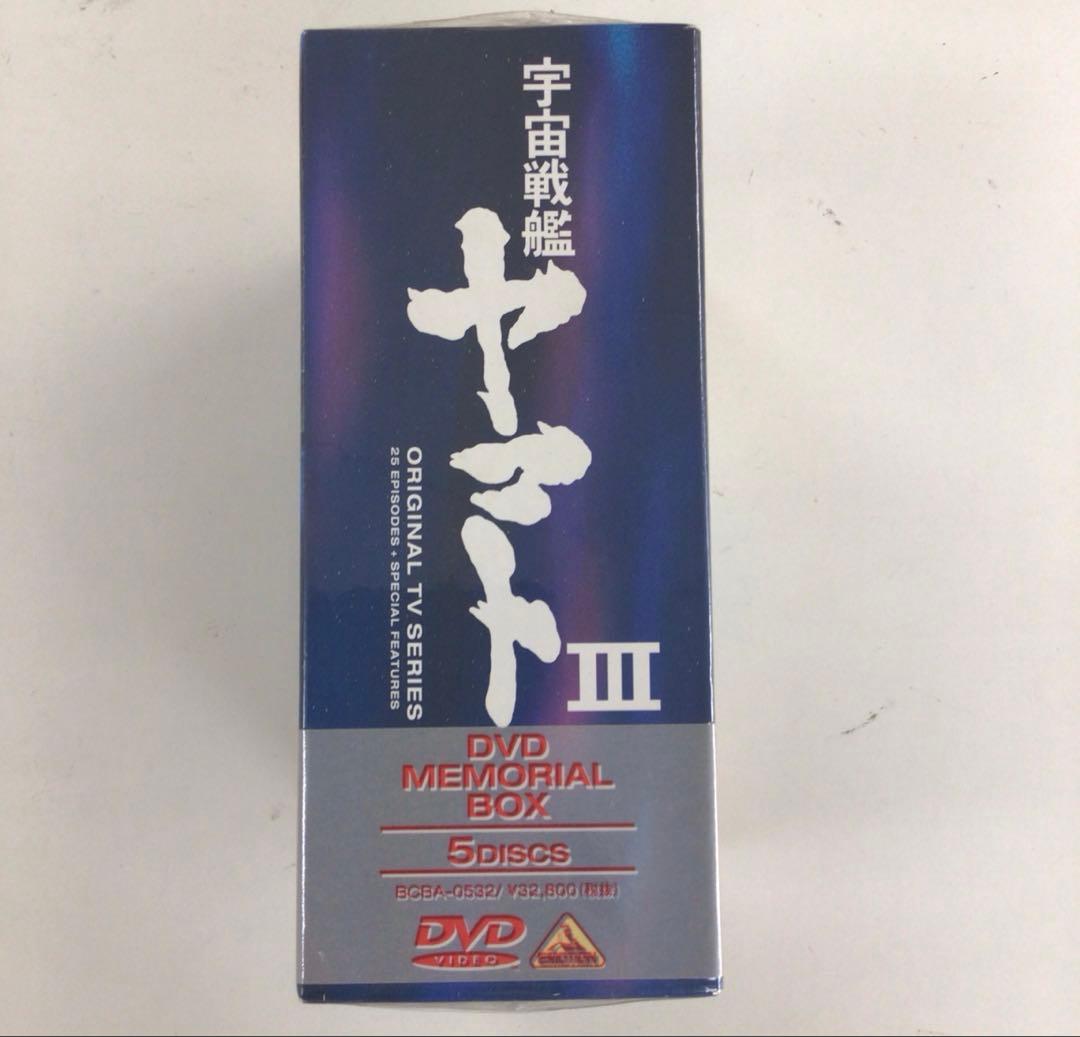 宇宙戦艦
ヤマト
III
ORIGINAL TV SERIES
25 EPISODES + SPECIAL FEATURES
DVD
MEMORIAL
BOX
5DISCS
BCBA-0532/ ¥32,800(税抜)
DVD
VIDEO